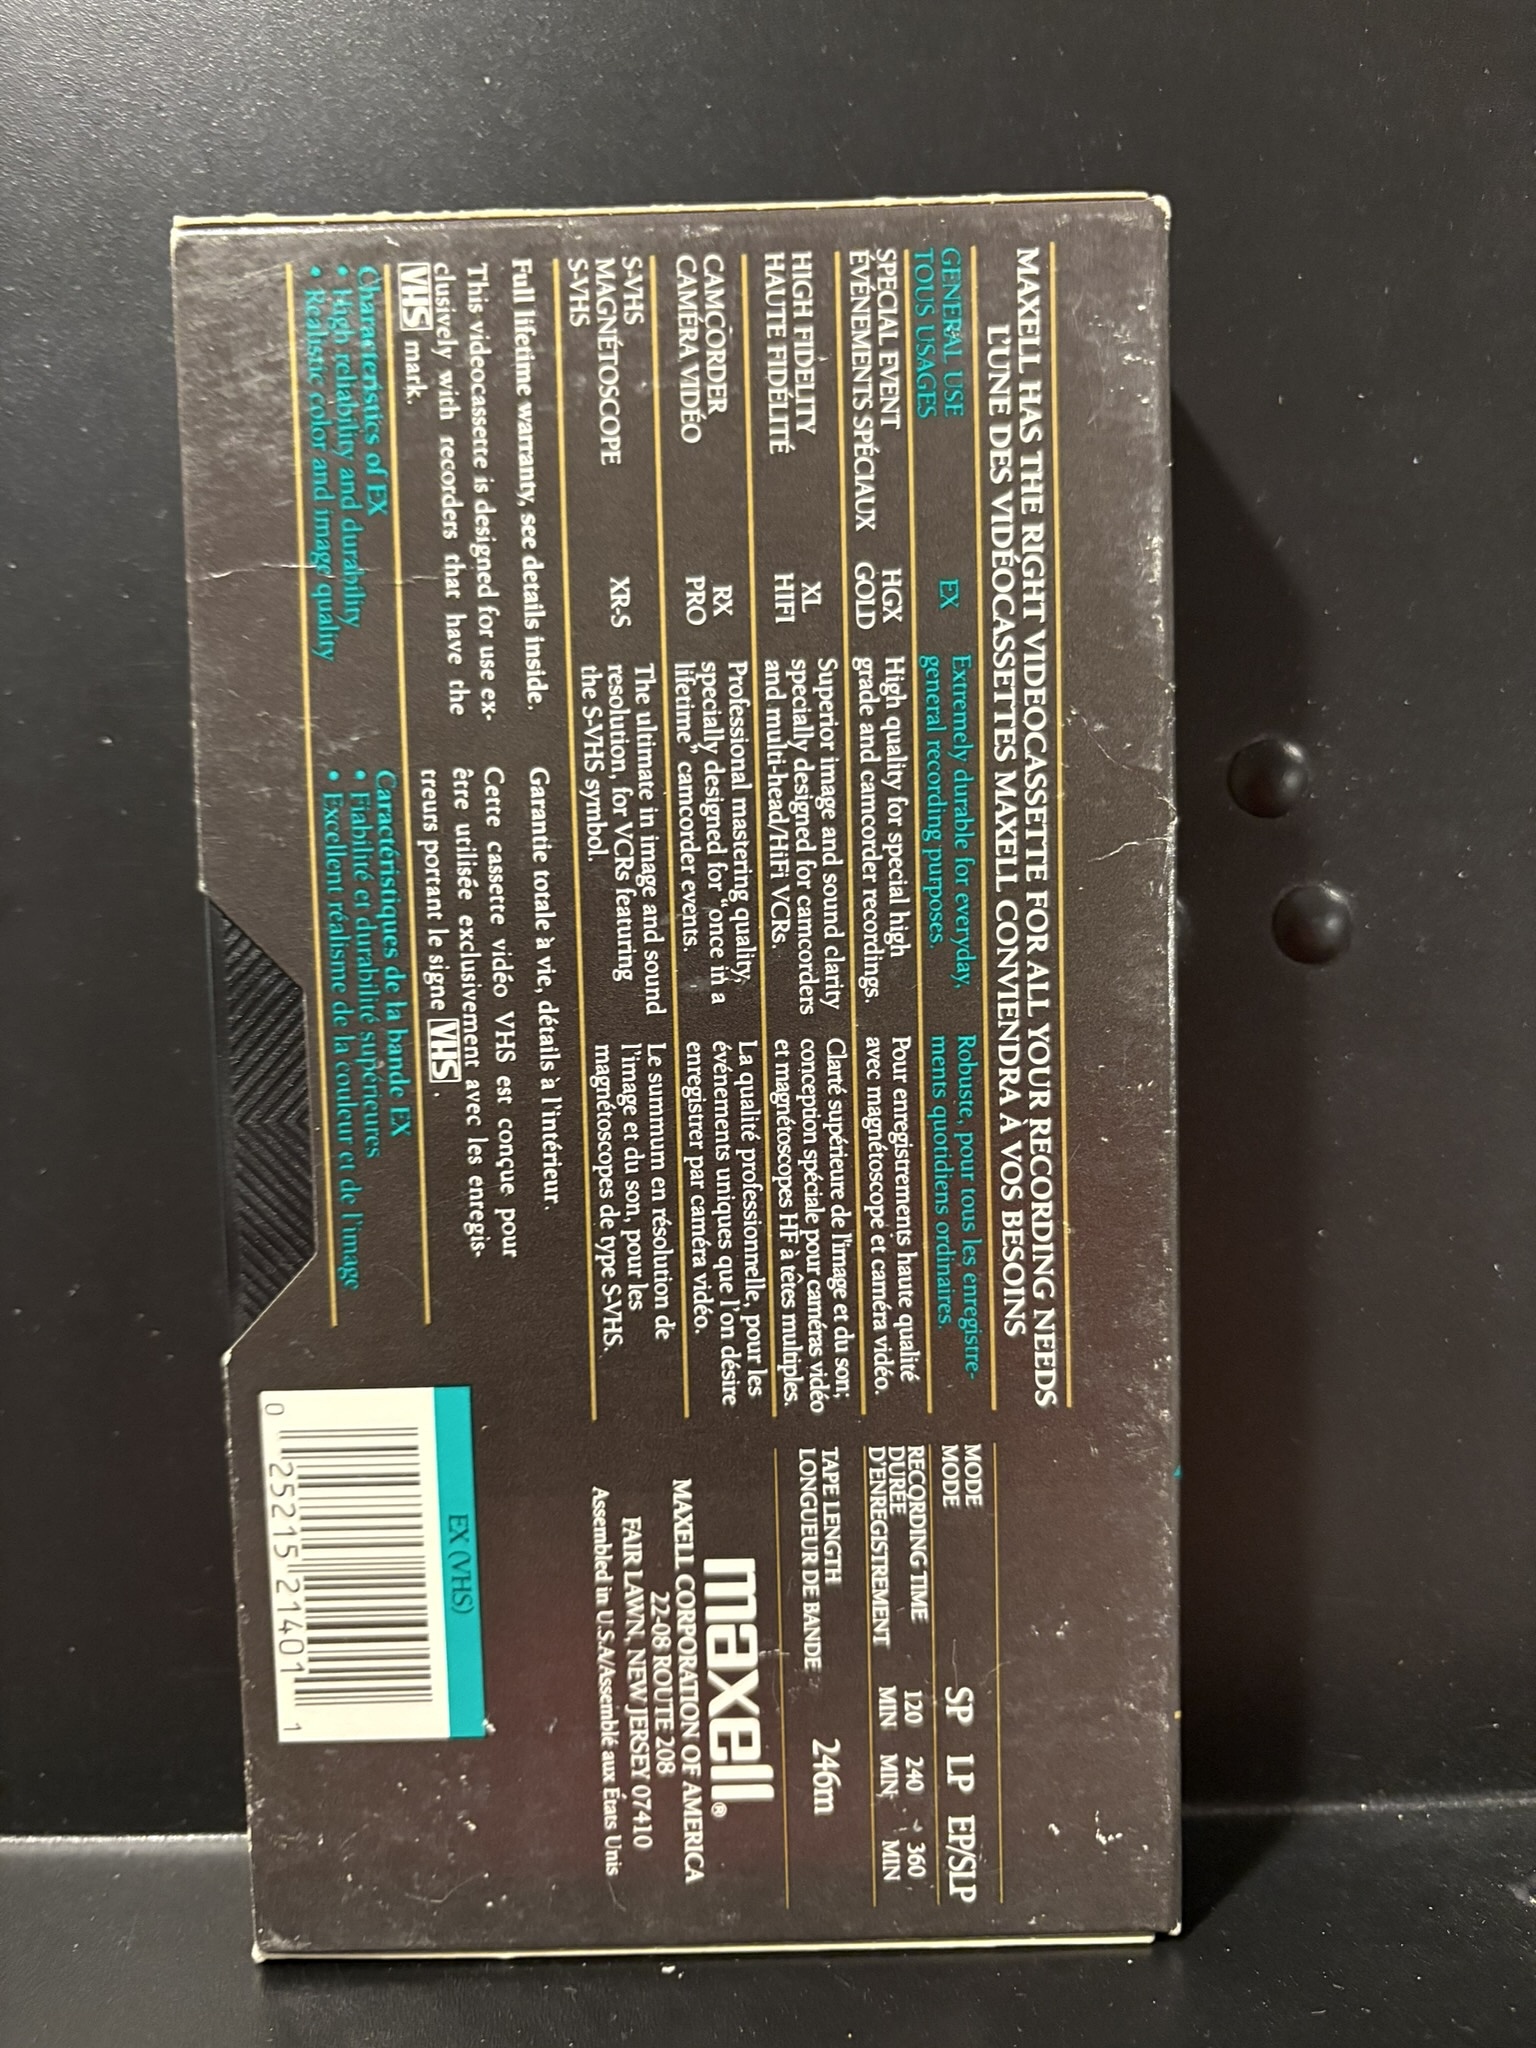 MAXELL HAS THE RIGHT VIDEOCASSETTE FOR ALL YOUR RECORDING NEEDS
L'UNE DES VIDÉOCASSETTES MAXELL CONVIENDRA À VOS BESOINS
GENERAL USE
TOUS USAGES
EX
Extremely durable for everyday,
general recording purposes.
Robuste, pour tous les enregistre-
ments quotidiens ordinaires.
SPECIAL EVENT
ÉVÉNEMENTS SPÉCIAUX
HGX
GOLD
High quality for special high
grade and camcorder recordings.
Pour enregistrements haute qualité
avec magnétoscope et caméra vidéo.
HIGH FIDELITY
HAUTE FIDÉLITÉ
XL
HIFI
Superior image and sound clarity
specially designed for camcorders
and multi-head/HiFi VCRs.
Clarté supérieure de l'image et du son;
conception spéciale pour caméras vidéo
et magnétoscopes HF à têtes multiples.
CAMCORDER
CAMÉRA VIDÉO
RX
PRO
Professional mastering quality,
specially designed for "once in a
lifetime" camcorder events.
La qualité professionnelle, pour les
événements uniques que l'on désire
enregistrer par caméra vidéo.
S-VHS
MAGNÉTOSCOPE
S-VHS
XR-S
The ultimate in image and sound
resolution, for VCRs featuring
the S-VHS symbol.
Le summum en résolution de
l'image et du son, pour les
magnétoscopes de type S-VHS.
Full lifetime warranty, see details inside.
This videocassette is designed for use ex-
clusively with recorders that have the
VHS mark.
Garantie totale à vie, détails à l'intérieur.
Cette cassette vidéo VHS est conçue pour
être utilisée exclusivement avec les enregis-
treurs portant le signe VHS.
Characteristics of EX
• High reliability and durability
• Realistic color and image quality
Caractéristiques de la bande EX
• Fiabilité et durabilité supérieures
• Excellent réalisme de la couleur et de l'image
MODE
MODE
SP LP EP/SLP
RECORDING TIME
DURÉE
D'ENREGISTREMENT
120 240 360
MIN MIN MIN
TAPE LENGTH
LONGUEUR DE BANDE
246m
maxell®
MAXELL CORPORATION OF AMERICA
22-08 ROUTE 208
FAIR LAWN, NEW JERSEY 07410
Assembled in U.S.A/Assemblé aux États Unis
EX (VHS)
0 25215 21401 1